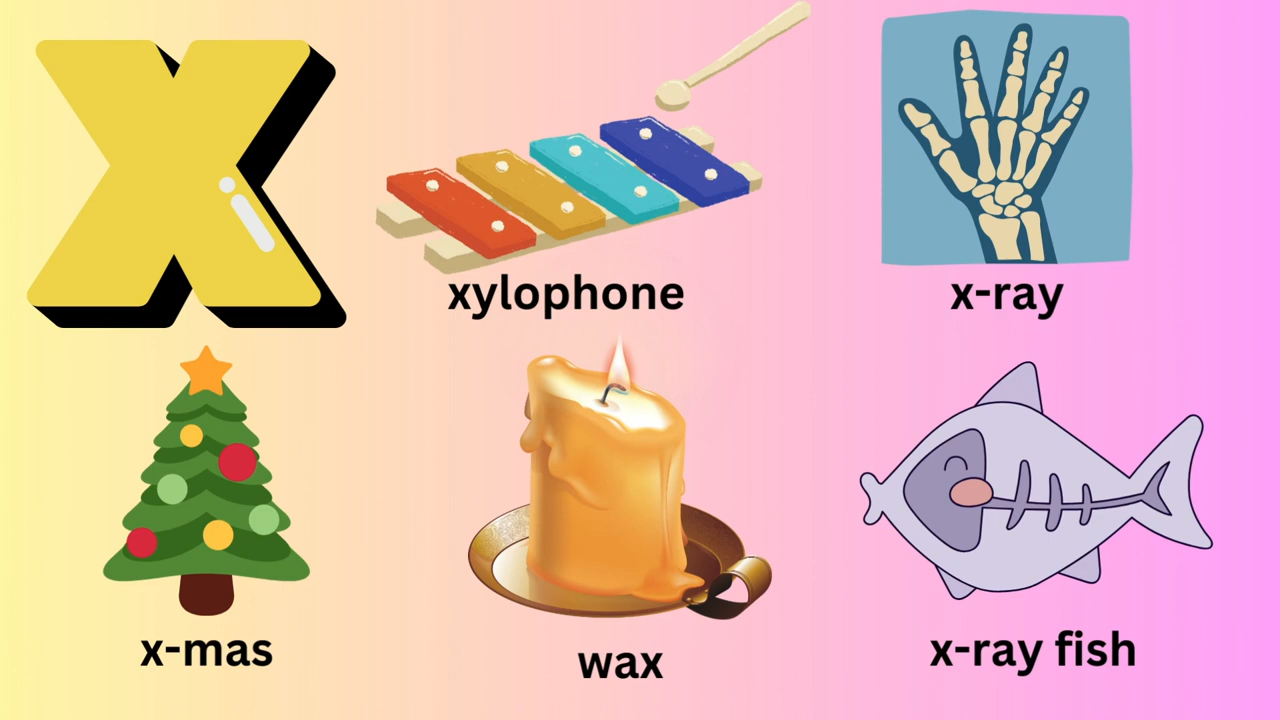 X
xylophone
x-ray
x-mas
wax
x-ray fish